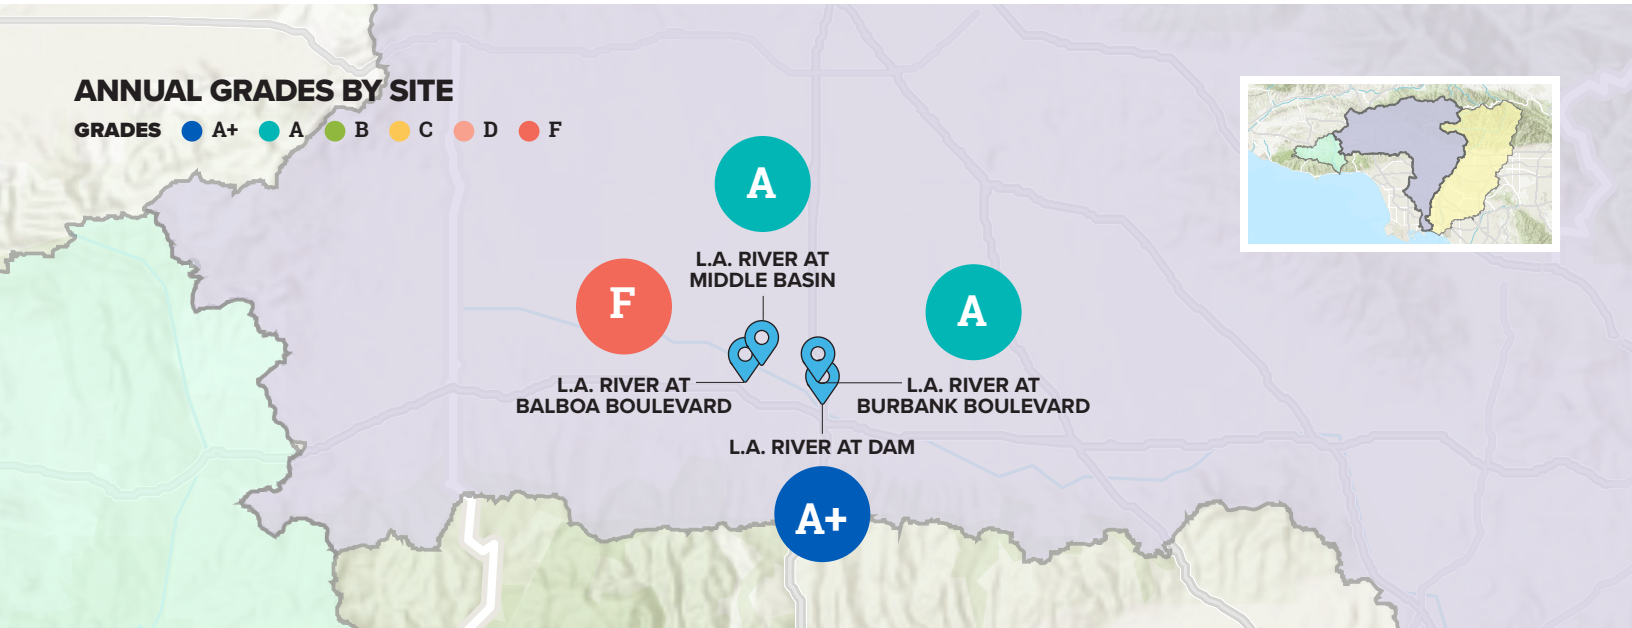 ANNUAL GRADES BY SITE
GRADES A+ A B C D F
A
L.A. RIVER AT
MIDDLE BASIN
F
L.A. RIVER AT
BALBOA BOULEVARD
A
L.A. RIVER AT
BURBANK BOULEVARD
L.A. RIVER AT DAM
A+